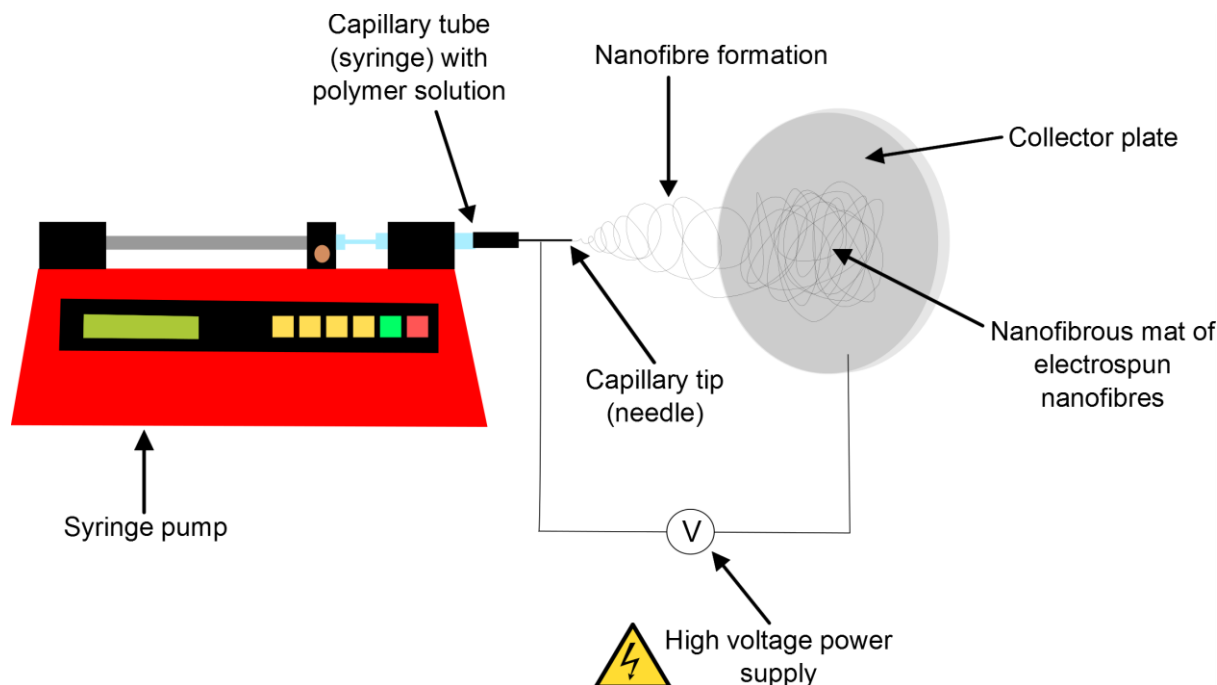 Capillary tube
(syringe) with
polymer solution
Nanofibre formation
Collector plate
Nanofibrous mat of
electrospun
nanofibres
Capillary tip
(needle)
Syringe pump
V
High voltage power
supply